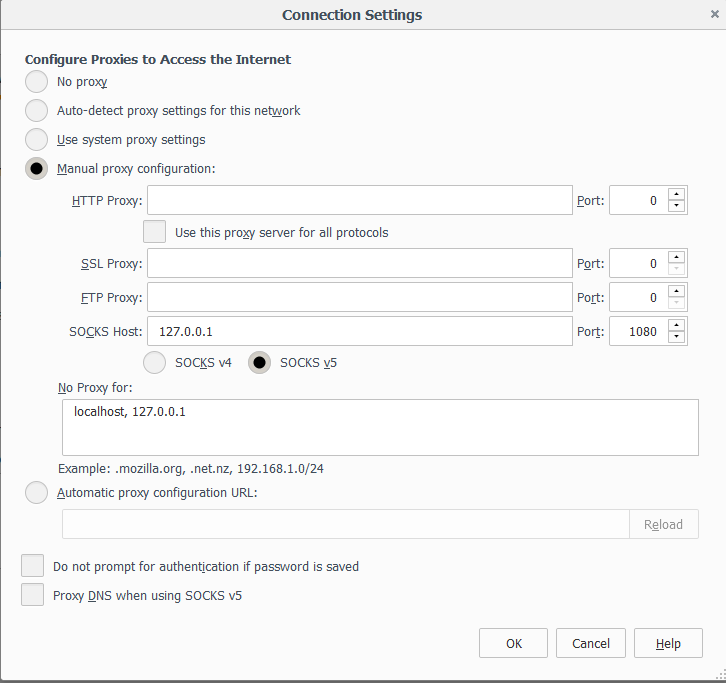 Connection Settings
Configure Proxies to Access the Internet
No proxy
Auto-detect proxy settings for this network
Use system proxy settings
Manual proxy configuration:
HTTP Proxy: Port: 0
Use this proxy server for all protocols
SSL Proxy: Port: 0
FTP Proxy: Port: 0
SOCKS Host: 127.0.0.1 Port: 1080
SOCKS v4 SOCKS v5
No Proxy for:
localhost, 127.0.0.1
Example: .mozilla.org, .net.nz, 192.168.1.0/24
Automatic proxy configuration URL:
Reload
Do not prompt for authentication if password is saved
Proxy DNS when using SOCKS v5
OK Cancel Help